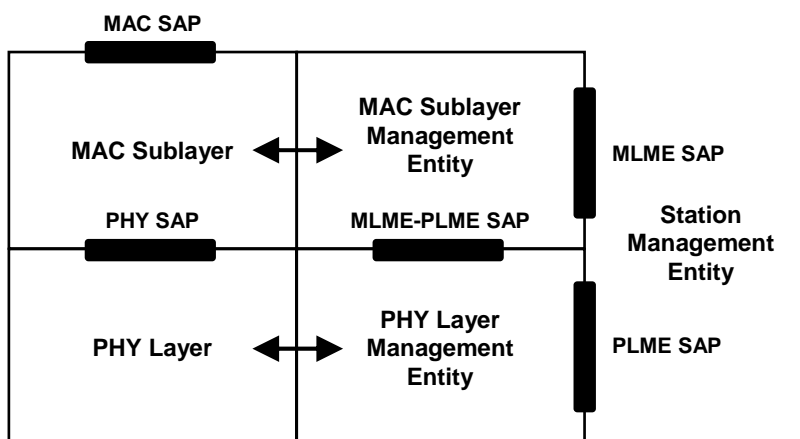 MAC SAP
MAC Sublayer
MAC Sublayer
Management
Entity
MLME SAP
PHY SAP
MLME-PLME SAP
Station
Management
Entity
PHY Layer
PHY Layer
Management
Entity
PLME SAP